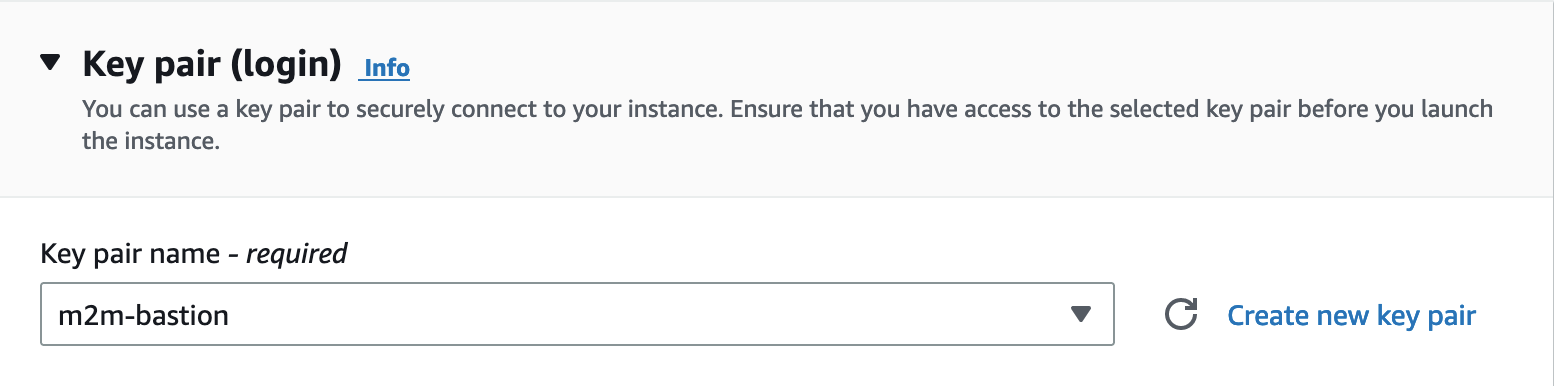 Key pair (login) Info
You can use a key pair to securely connect to your instance. Ensure that you have access to the selected key pair before you launch
the instance.
Key pair name - required
m2m-bastion
Create new key pair